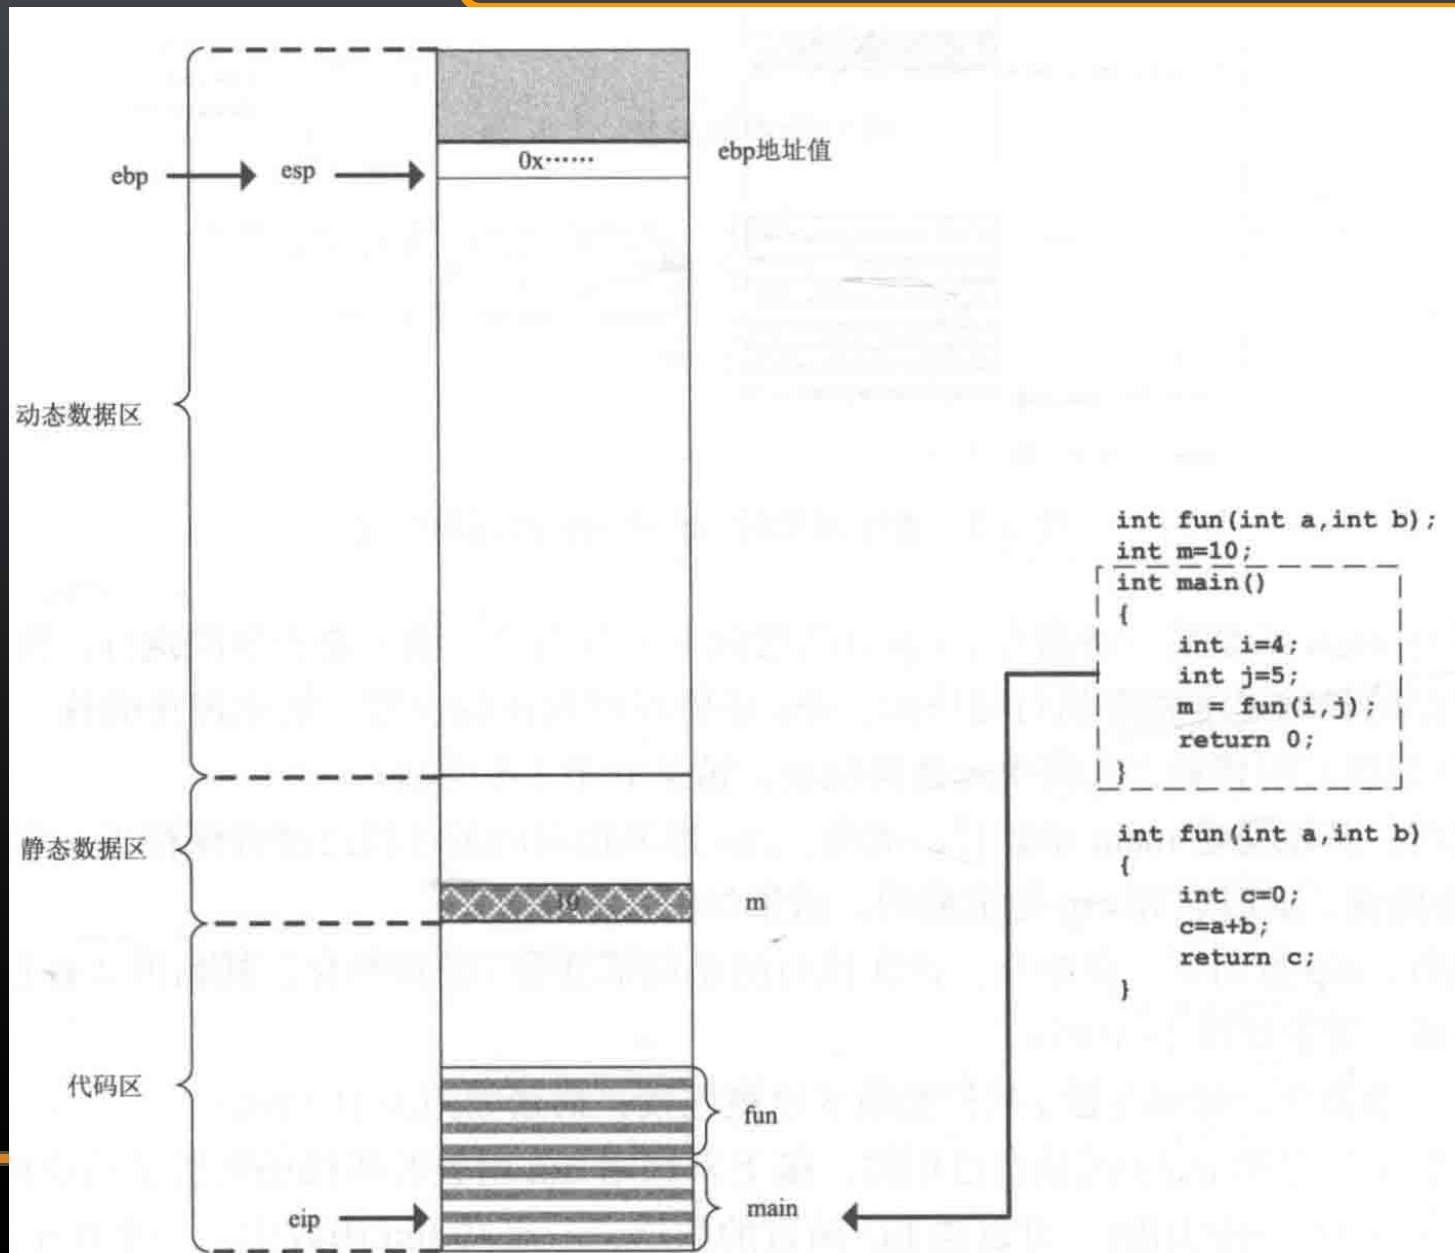 0x······
ebp地址值
ebp
esp
动态数据区
静态数据区
10
m
代码区
fun
eip
main
int fun(int a,int b);
int m=10;
int main()
{
int i=4;
int j=5;
m = fun(i,j);
return 0;
}
int fun(int a,int b)
{
int c=0;
c=a+b;
return c;
}